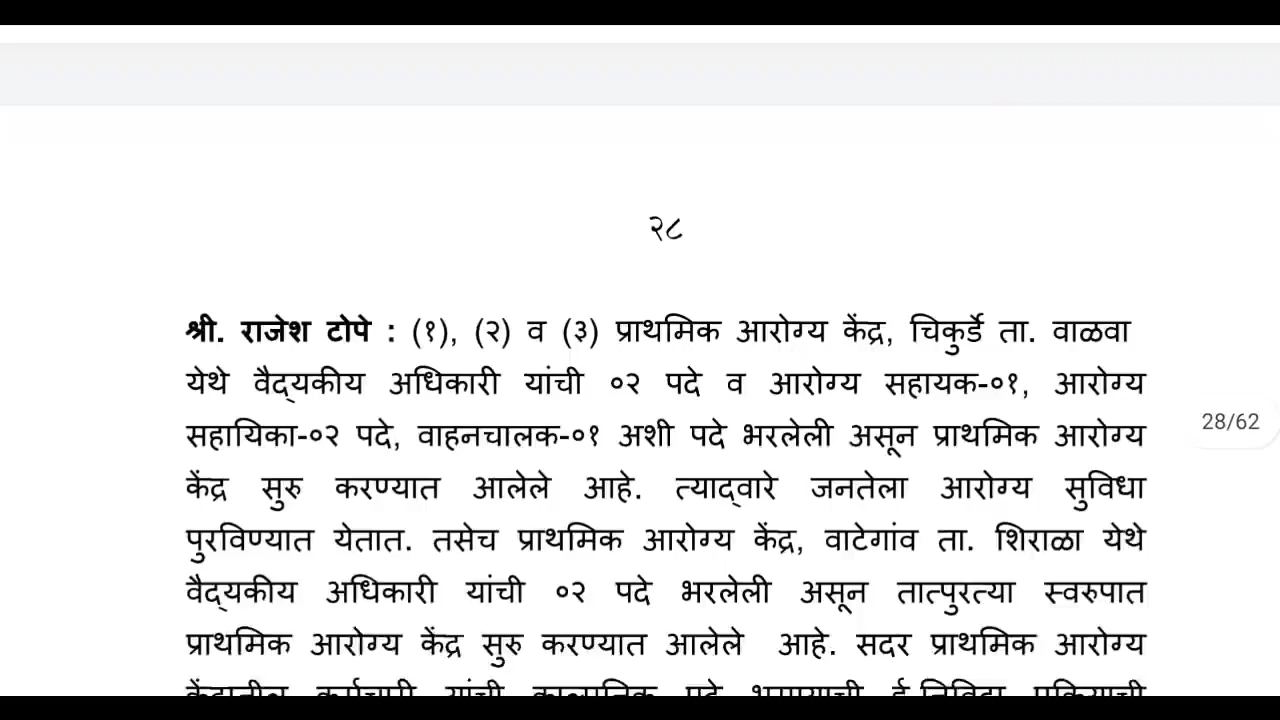 २८
श्री. राजेश टोपे : (१), (२) व (३) प्राथमिक आरोग्य केंद्र, चिकुर्डे ता. वाळवा
येथे वैद्यकीय अधिकारी यांची ०२ पदे व आरोग्य सहायक-०१, आरोग्य
सहायिका-०२ पदे, वाहनचालक-०१ अशी पदे भरलेली असून प्राथमिक आरोग्य
28/62
केंद्र सुरु करण्यात आलेले आहे. त्याद्वारे जनतेला आरोग्य सुविधा
पुरविण्यात येतात. तसेच प्राथमिक आरोग्य केंद्र, वाटेगांव ता. शिराळा येथे
वैद्यकीय अधिकारी यांची ०२ पदे भरलेली असून तात्पुरत्या स्वरुपात
प्राथमिक आरोग्य केंद्र सुरु करण्यात आलेले आहे. सदर प्राथमिक आरोग्य